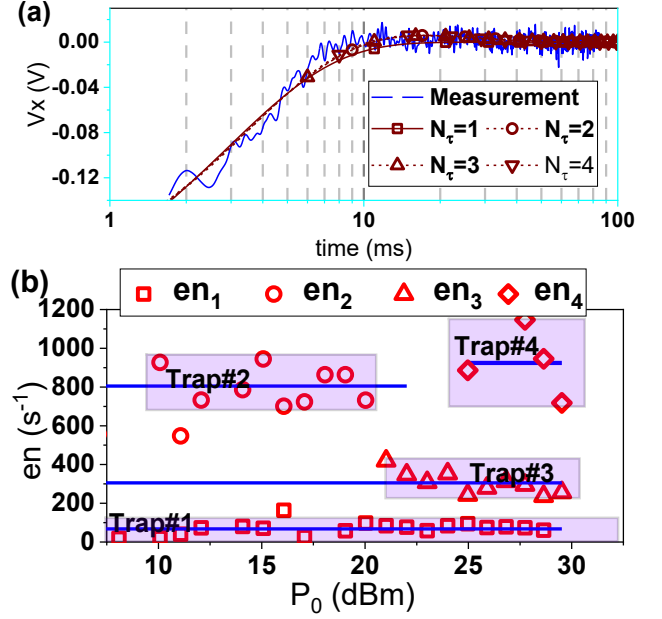 (a)
0.00
-0.04
-0.08
-0.12
Vx (V)
Measurement
Nτ=1 Nτ=2
Nτ=3 Nτ=4
1 10 100
time (ms)
(b)
en1 en2 en3 en4
1200
1000
800
600
400
200
0
en (s⁻¹)
Trap#4
Trap#2
Trap#3
Trap#1
10 15 20 25 30
P0 (dBm)